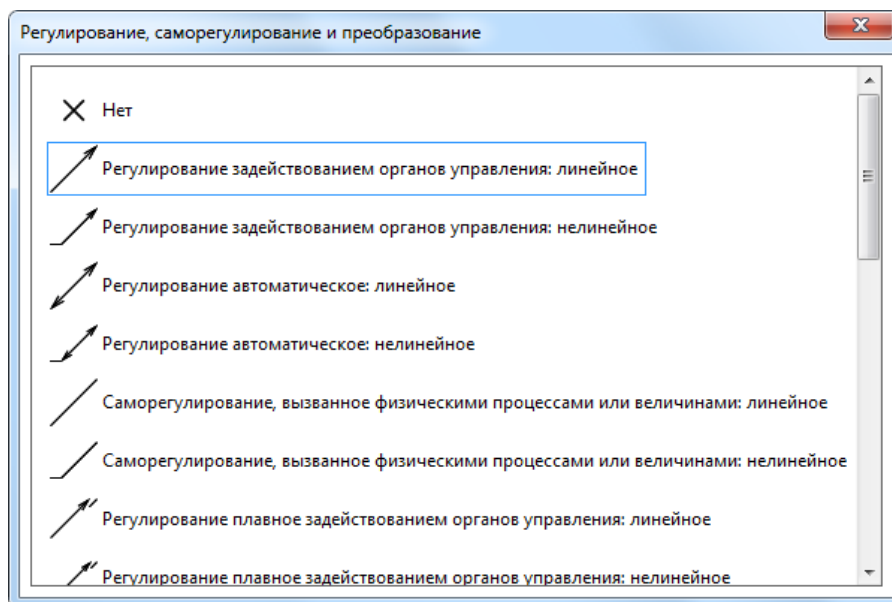 Регулирование, саморегулирование и преобразование
Нет
Регулирование задействованием органов управления: линейное
Регулирование задействованием органов управления: нелинейное
Регулирование автоматическое: линейное
Регулирование автоматическое: нелинейное
Саморегулирование, вызванное физическими процессами или величинами: линейное
Саморегулирование, вызванное физическими процессами или величинами: нелинейное
Регулирование плавное задействованием органов управления: линейное
Регулирование плавное задействованием органов управления: нелинейное